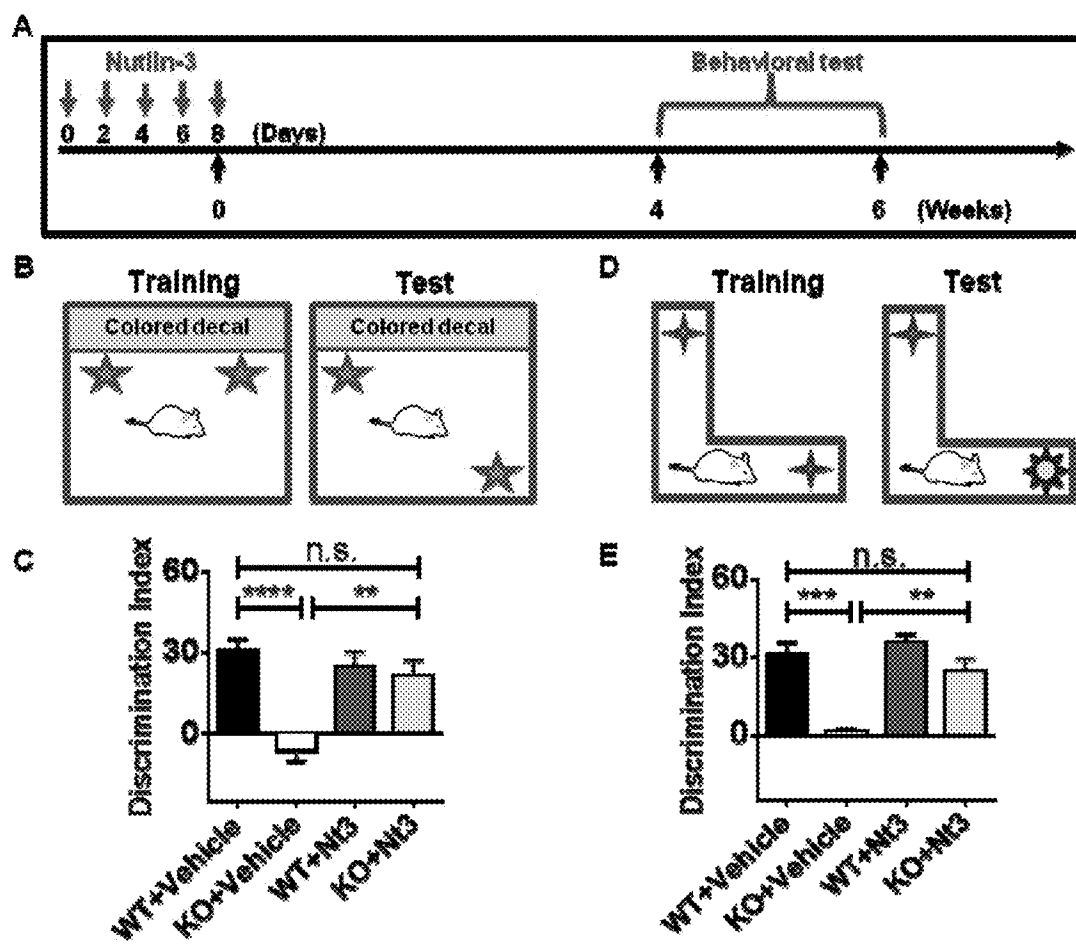 A
Nutlin-3
Behavioral test
0 2 4 6 8 (Days)
0 4 6 (Weeks)
B
Training
Test
Colored decal
Colored decal
D
Training
Test
C
Discrimination Index
60
30
0
n.s.
**** **
WT+Vehicle
KO+Vehicle
WT+Nt3
KO+Nt3
E
Discrimination Index
60
30
0
n.s.
*** **
WT+Vehicle
KO+Vehicle
WT+Nt3
KO+Nt3